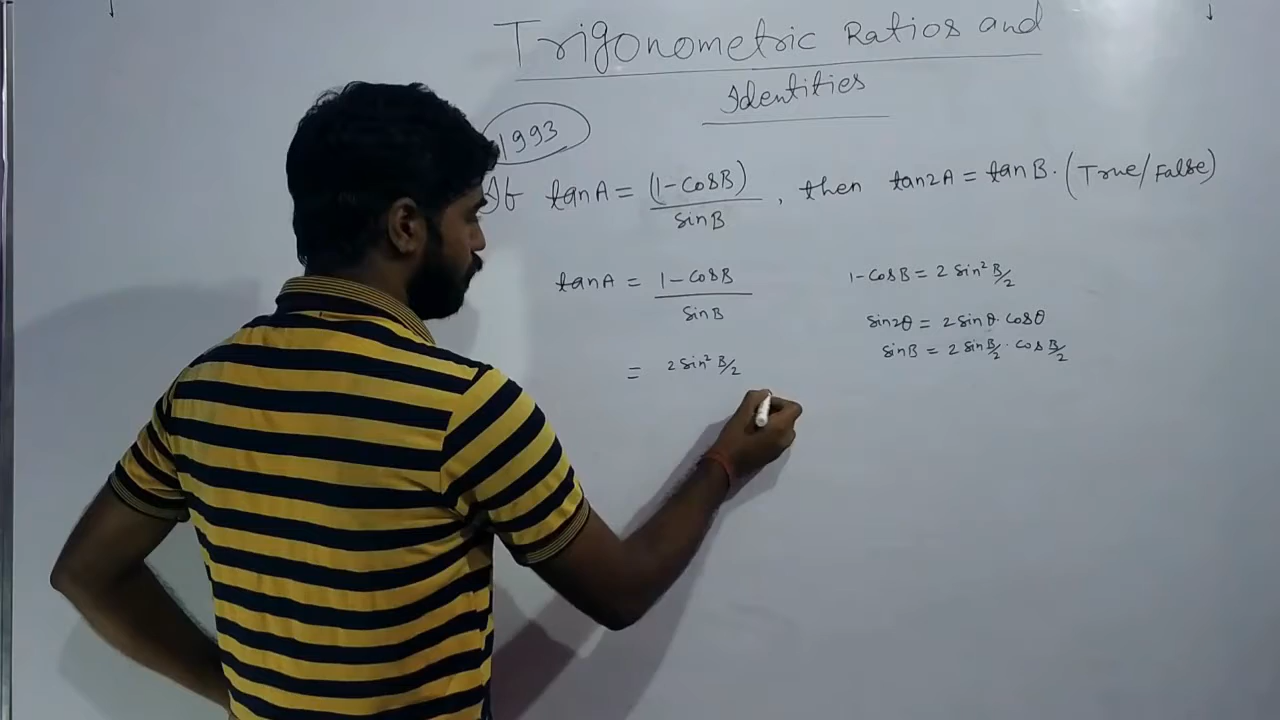 Trigonometric Ratios and
Identities
1993
If tanA = (1-cosB)/sinB, then tan2A = tanB. (True/False)
tanA = 1-cosB/sinB
= 2 sin² B/2
1-cosB = 2 sin² B/2
sin2θ = 2 sinθ. cosθ
sinB = 2 sin B/2 . cos B/2